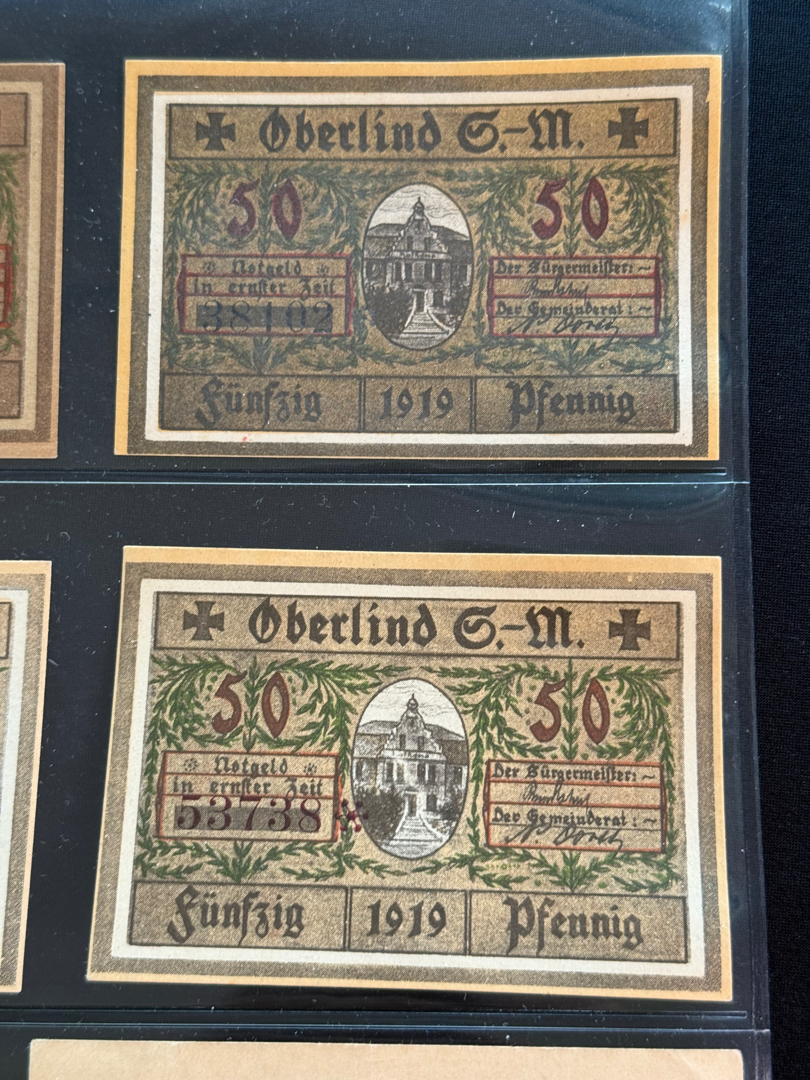 Oberlind S.-M.
50 50
Notgeld
in ernster Zeit
38102
Der Bürgermeister:
Der Gemeinderat:
Fünfzig 1919 Pfennig
Oberlind S.-M.
50 50
Notgeld
in ernster Zeit
53738
Der Bürgermeister:
Der Gemeinderat:
Fünfzig 1919 Pfennig